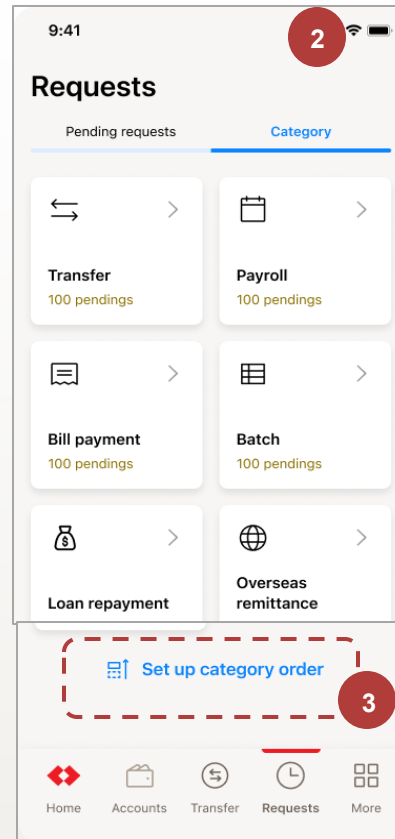 9:41
2
Requests
Pending requests
Category
Transfer
100 pendings
Payroll
100 pendings
Bill payment
100 pendings
Batch
100 pendings
Loan repayment
Overseas
remittance
Set up category order
3
Home
Accounts
Transfer
Requests
More